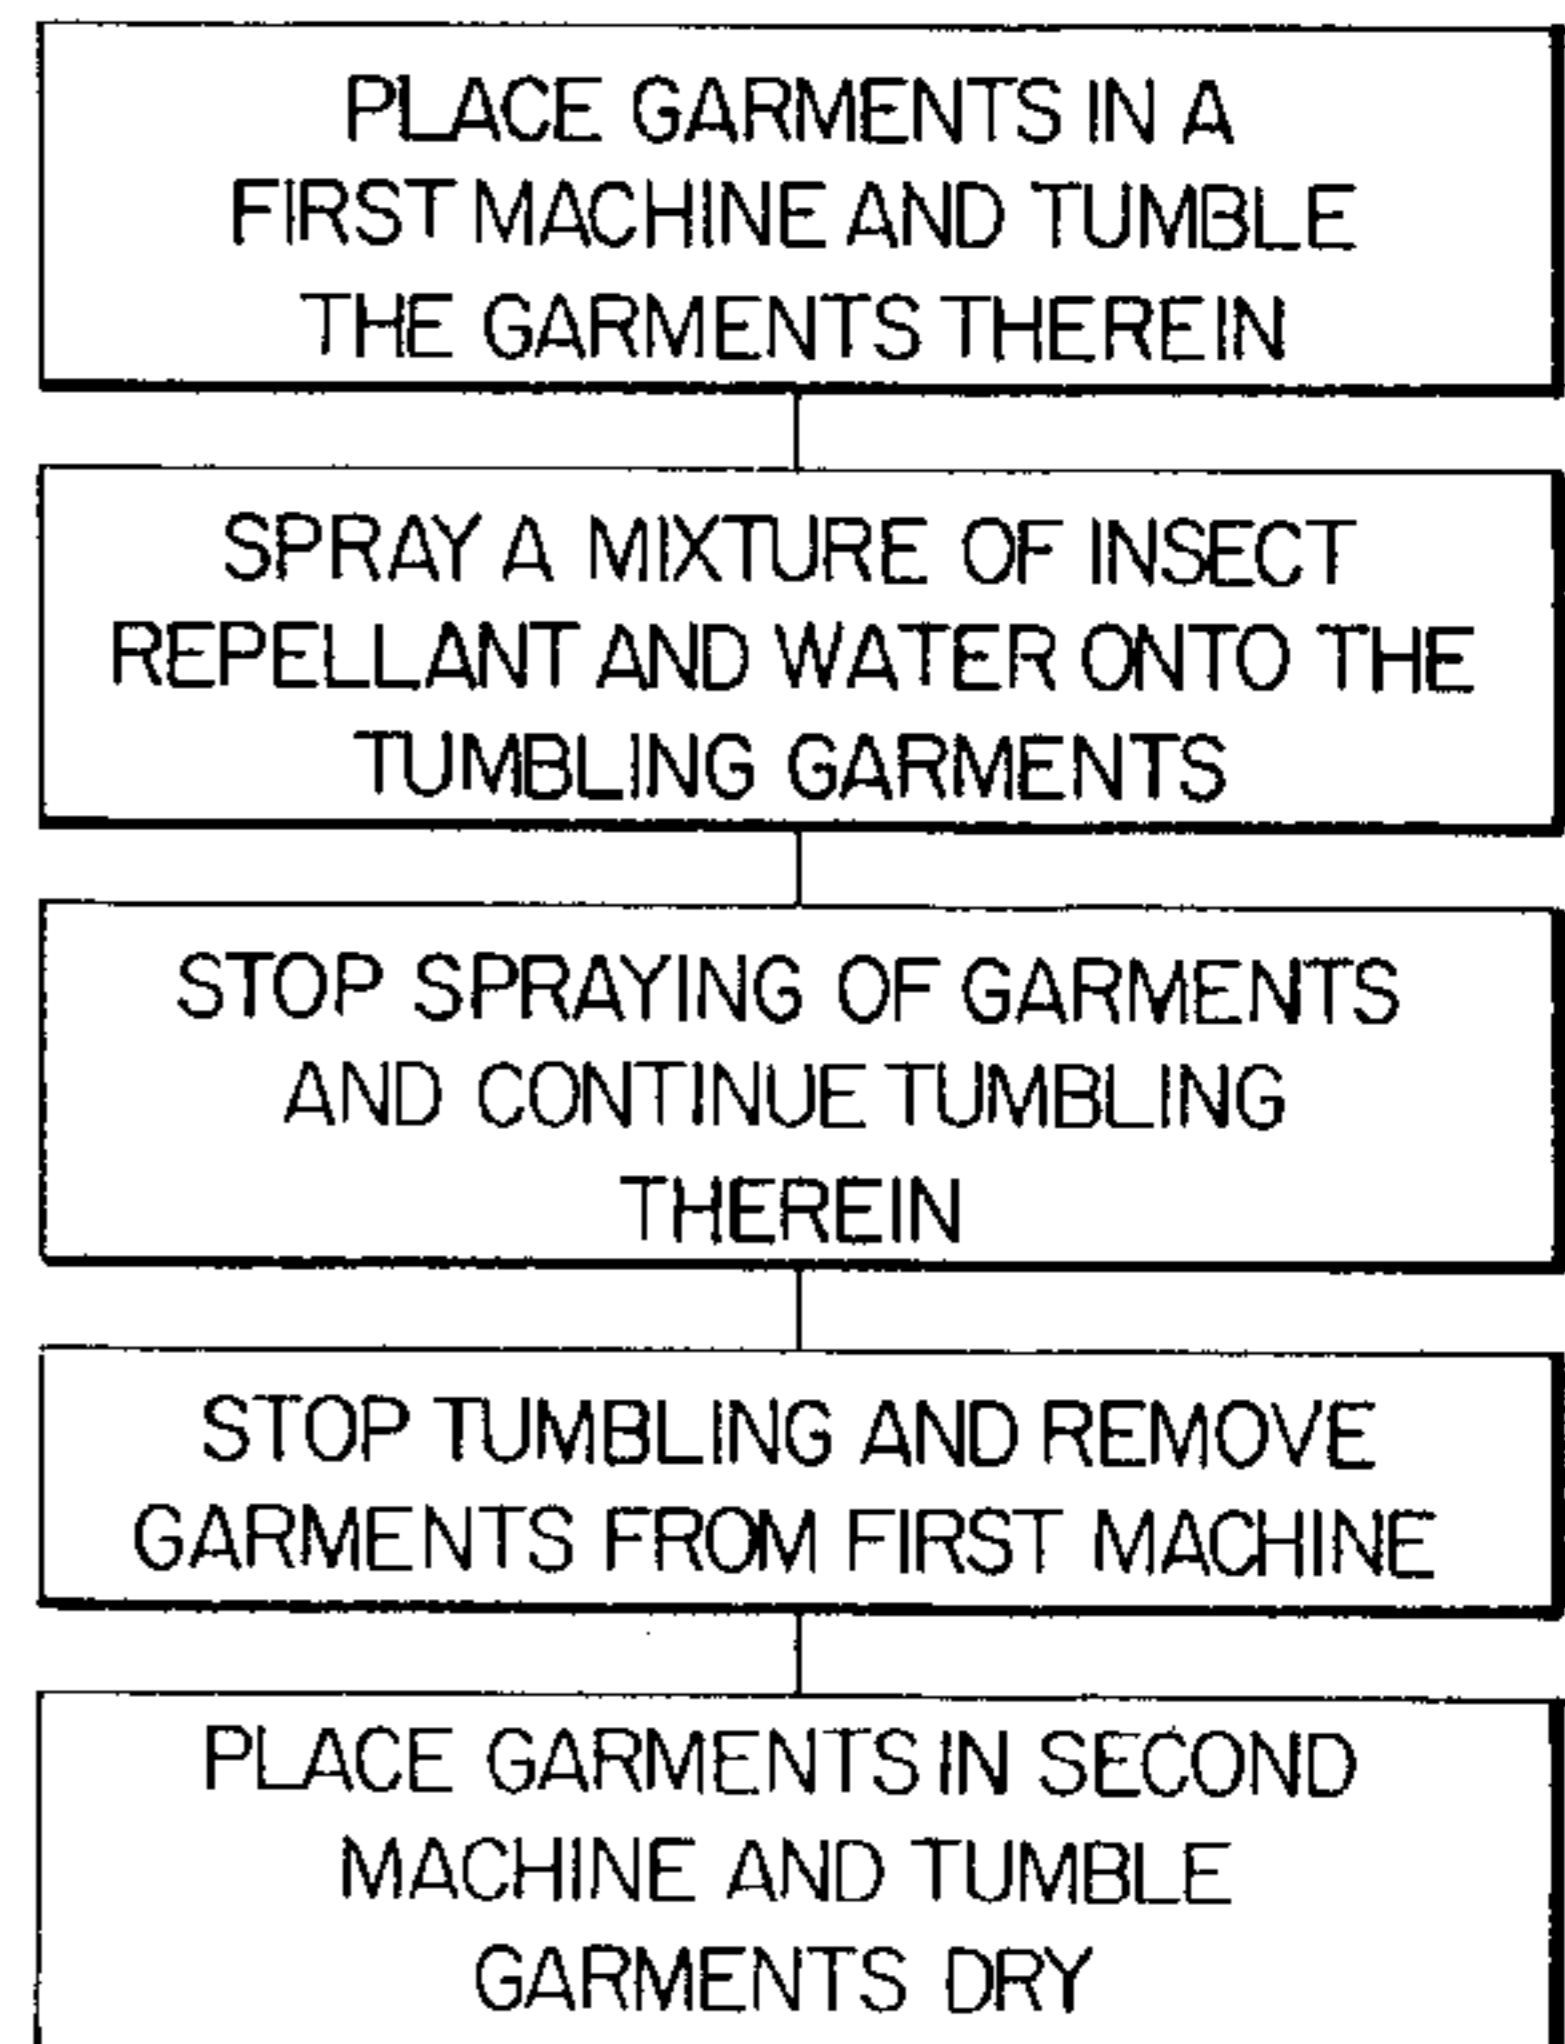 PLACE GARMENTS IN A
FIRST MACHINE AND TUMBLE
THE GARMENTS THEREIN
SPRAY A MIXTURE OF INSECT
REPELLANT AND WATER ONTO THE
TUMBLING GARMENTS
STOP SPRAYING OF GARMENTS
AND CONTINUE TUMBLING
THEREIN
STOP TUMBLING AND REMOVE
GARMENTS FROM FIRST MACHINE
PLACE GARMENTS IN SECOND
MACHINE AND TUMBLE
GARMENTS DRY